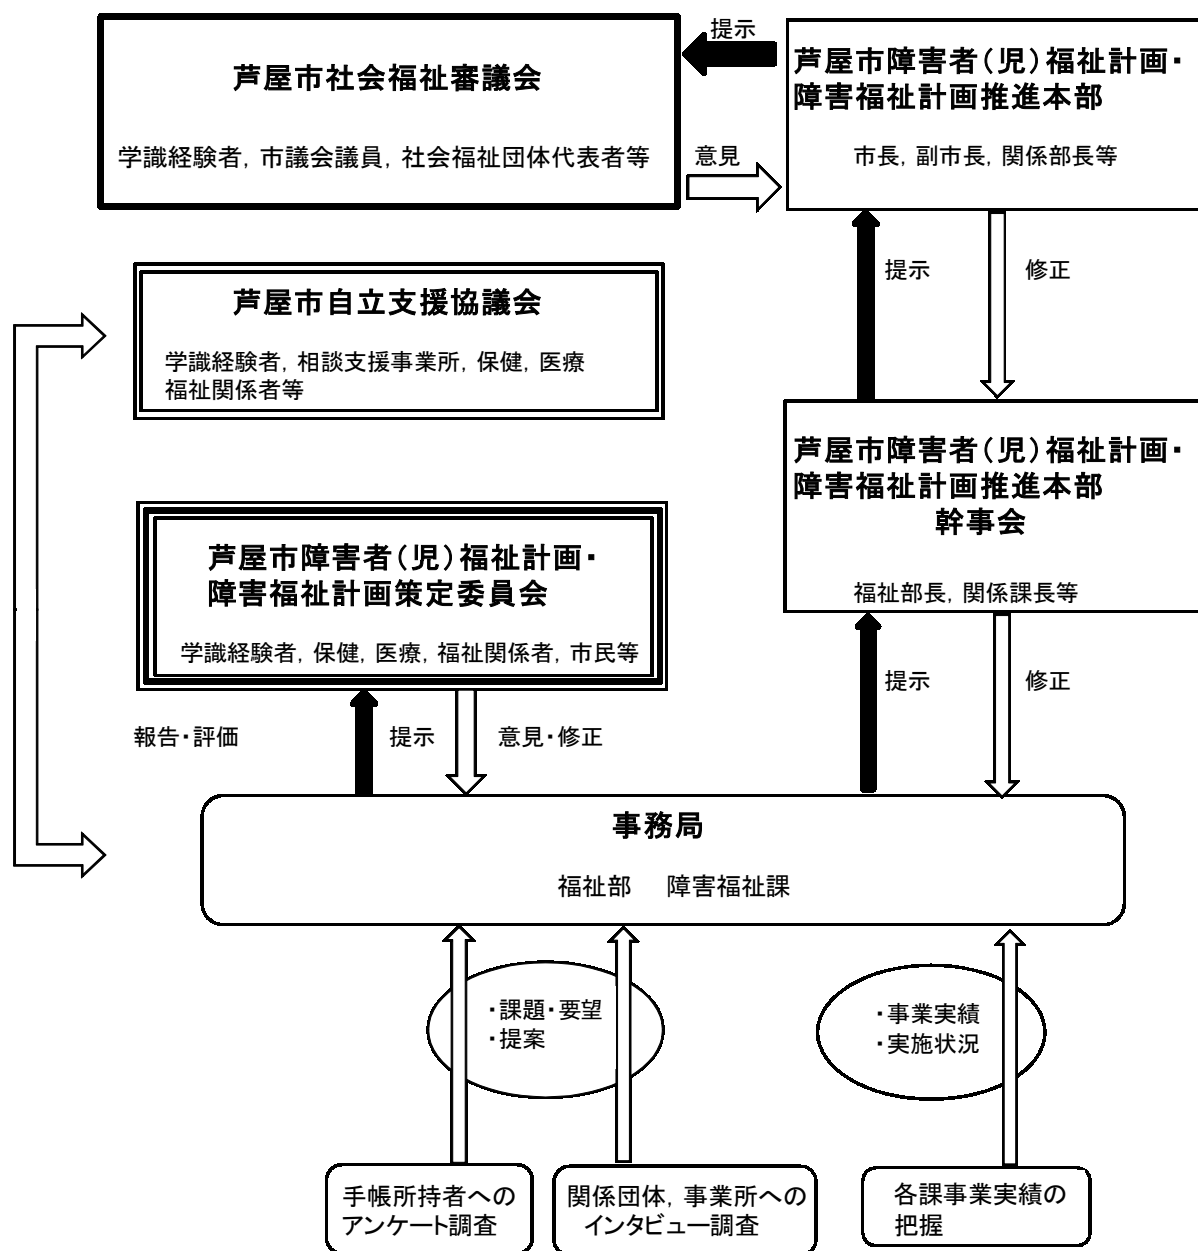 提示
芦屋市社会福祉審議会
学識経験者，市議会議員，社会福祉団体代表者等
意見
芦屋市障害者（児）福祉計画・
障害福祉計画推進本部
市長，副市長，関係部長等
提示
修正
芦屋市自立支援協議会
学識経験者，相談支援事業所，保健，医療
福祉関係者等
芦屋市障害者（児）福祉計画・
障害福祉計画推進本部
幹事会
福祉部長，関係課長等
芦屋市障害者（児）福祉計画・
障害福祉計画策定委員会
学識経験者，保健，医療，福祉関係者，市民等
提示
修正
報告・評価
提示
意見・修正
事務局
福祉部　障害福祉課
・課題・要望
・提案
・事業実績
・実施状況
手帳所持者への
アンケート調査
関係団体，事業所への
インタビュー調査
各課事業実績の
把握